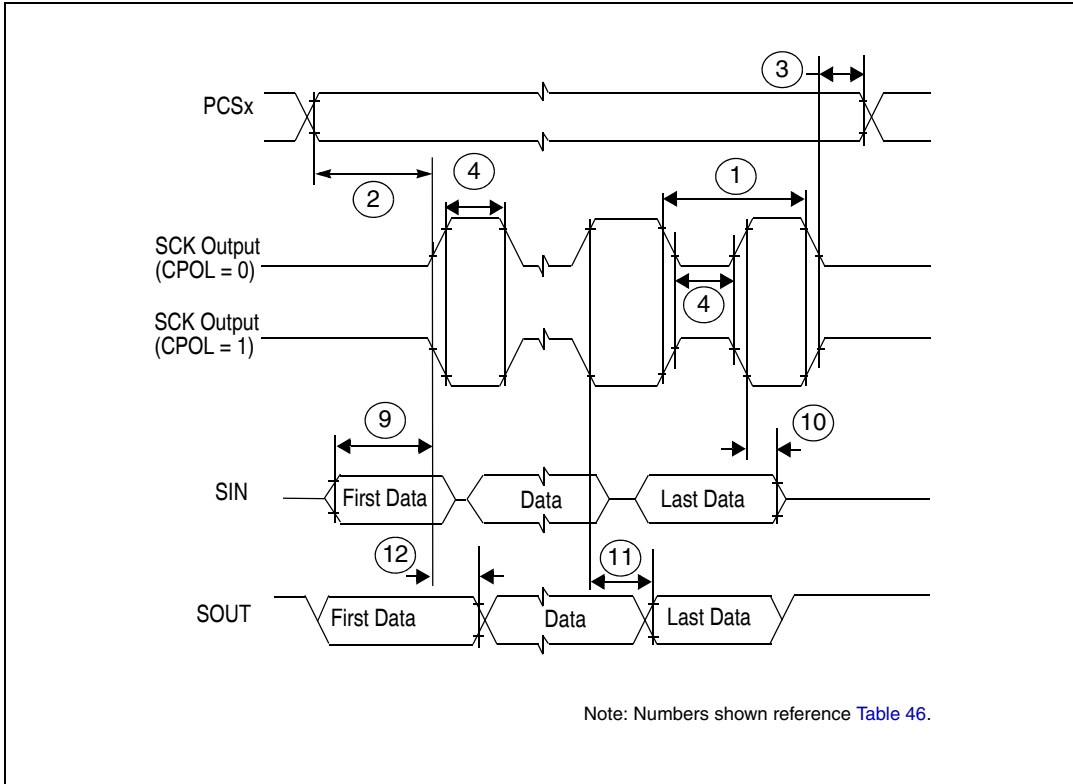 3
PCSx
2
4
1
SCK Output
(CPOL = 0)
4
SCK Output
(CPOL = 1)
9
10
SIN
First Data
Data
Last Data
12
11
SOUT
First Data
Data
Last Data
Note: Numbers shown reference Table 46.